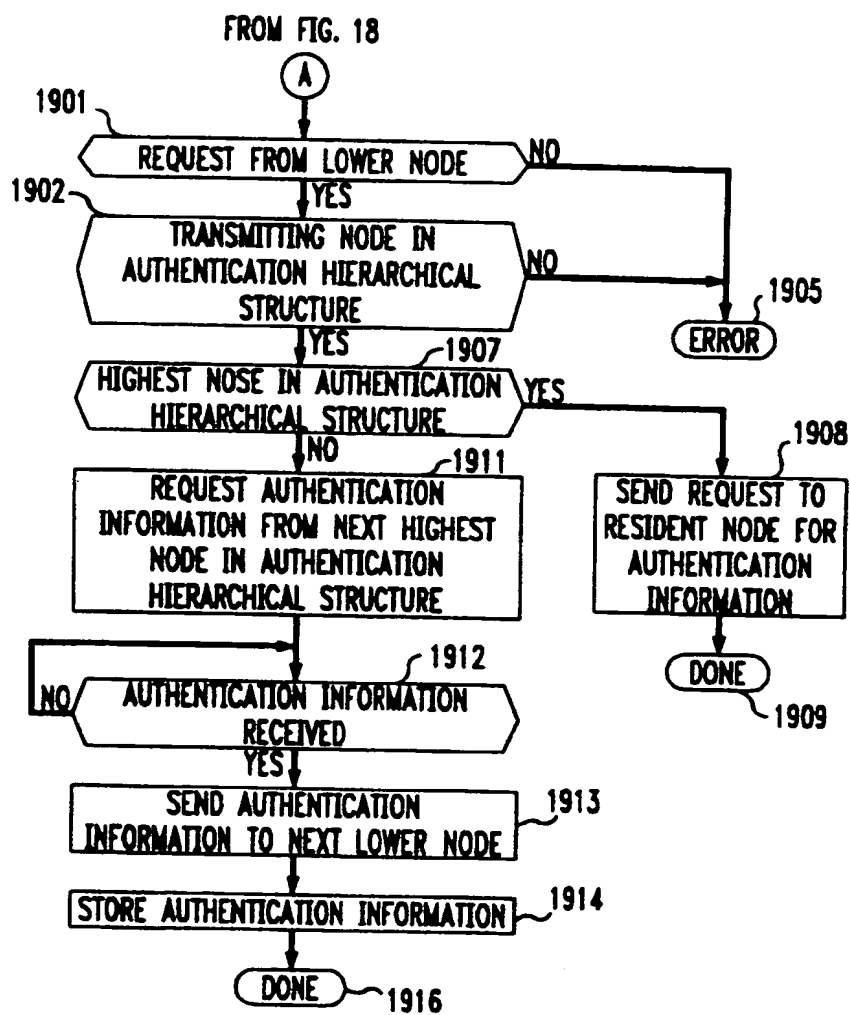 FROM FIG. 18
A
1901
REQUEST FROM LOWER NODE
NO
YES
1902
TRANSMITTING NODE IN
AUTHENTICATION HIERARCHICAL
STRUCTURE
NO
YES
1905
ERROR
1907
HIGHEST NOSE IN AUTHENTICATION
HIERARCHICAL STRUCTURE
YES
NO
1908
SEND REQUEST TO
RESIDENT NODE FOR
AUTHENTICATION
INFORMATION
DONE
1909
1911
REQUEST AUTHENTICATION
INFORMATION FROM NEXT HIGHEST
NODE IN AUTHENTICATION
HIERARCHICAL STRUCTURE
1912
NO
AUTHENTICATION INFORMATION
RECEIVED
YES
SEND AUTHENTICATION
INFORMATION TO NEXT LOWER NODE
1913
STORE AUTHENTICATION INFORMATION
1914
DONE
1916